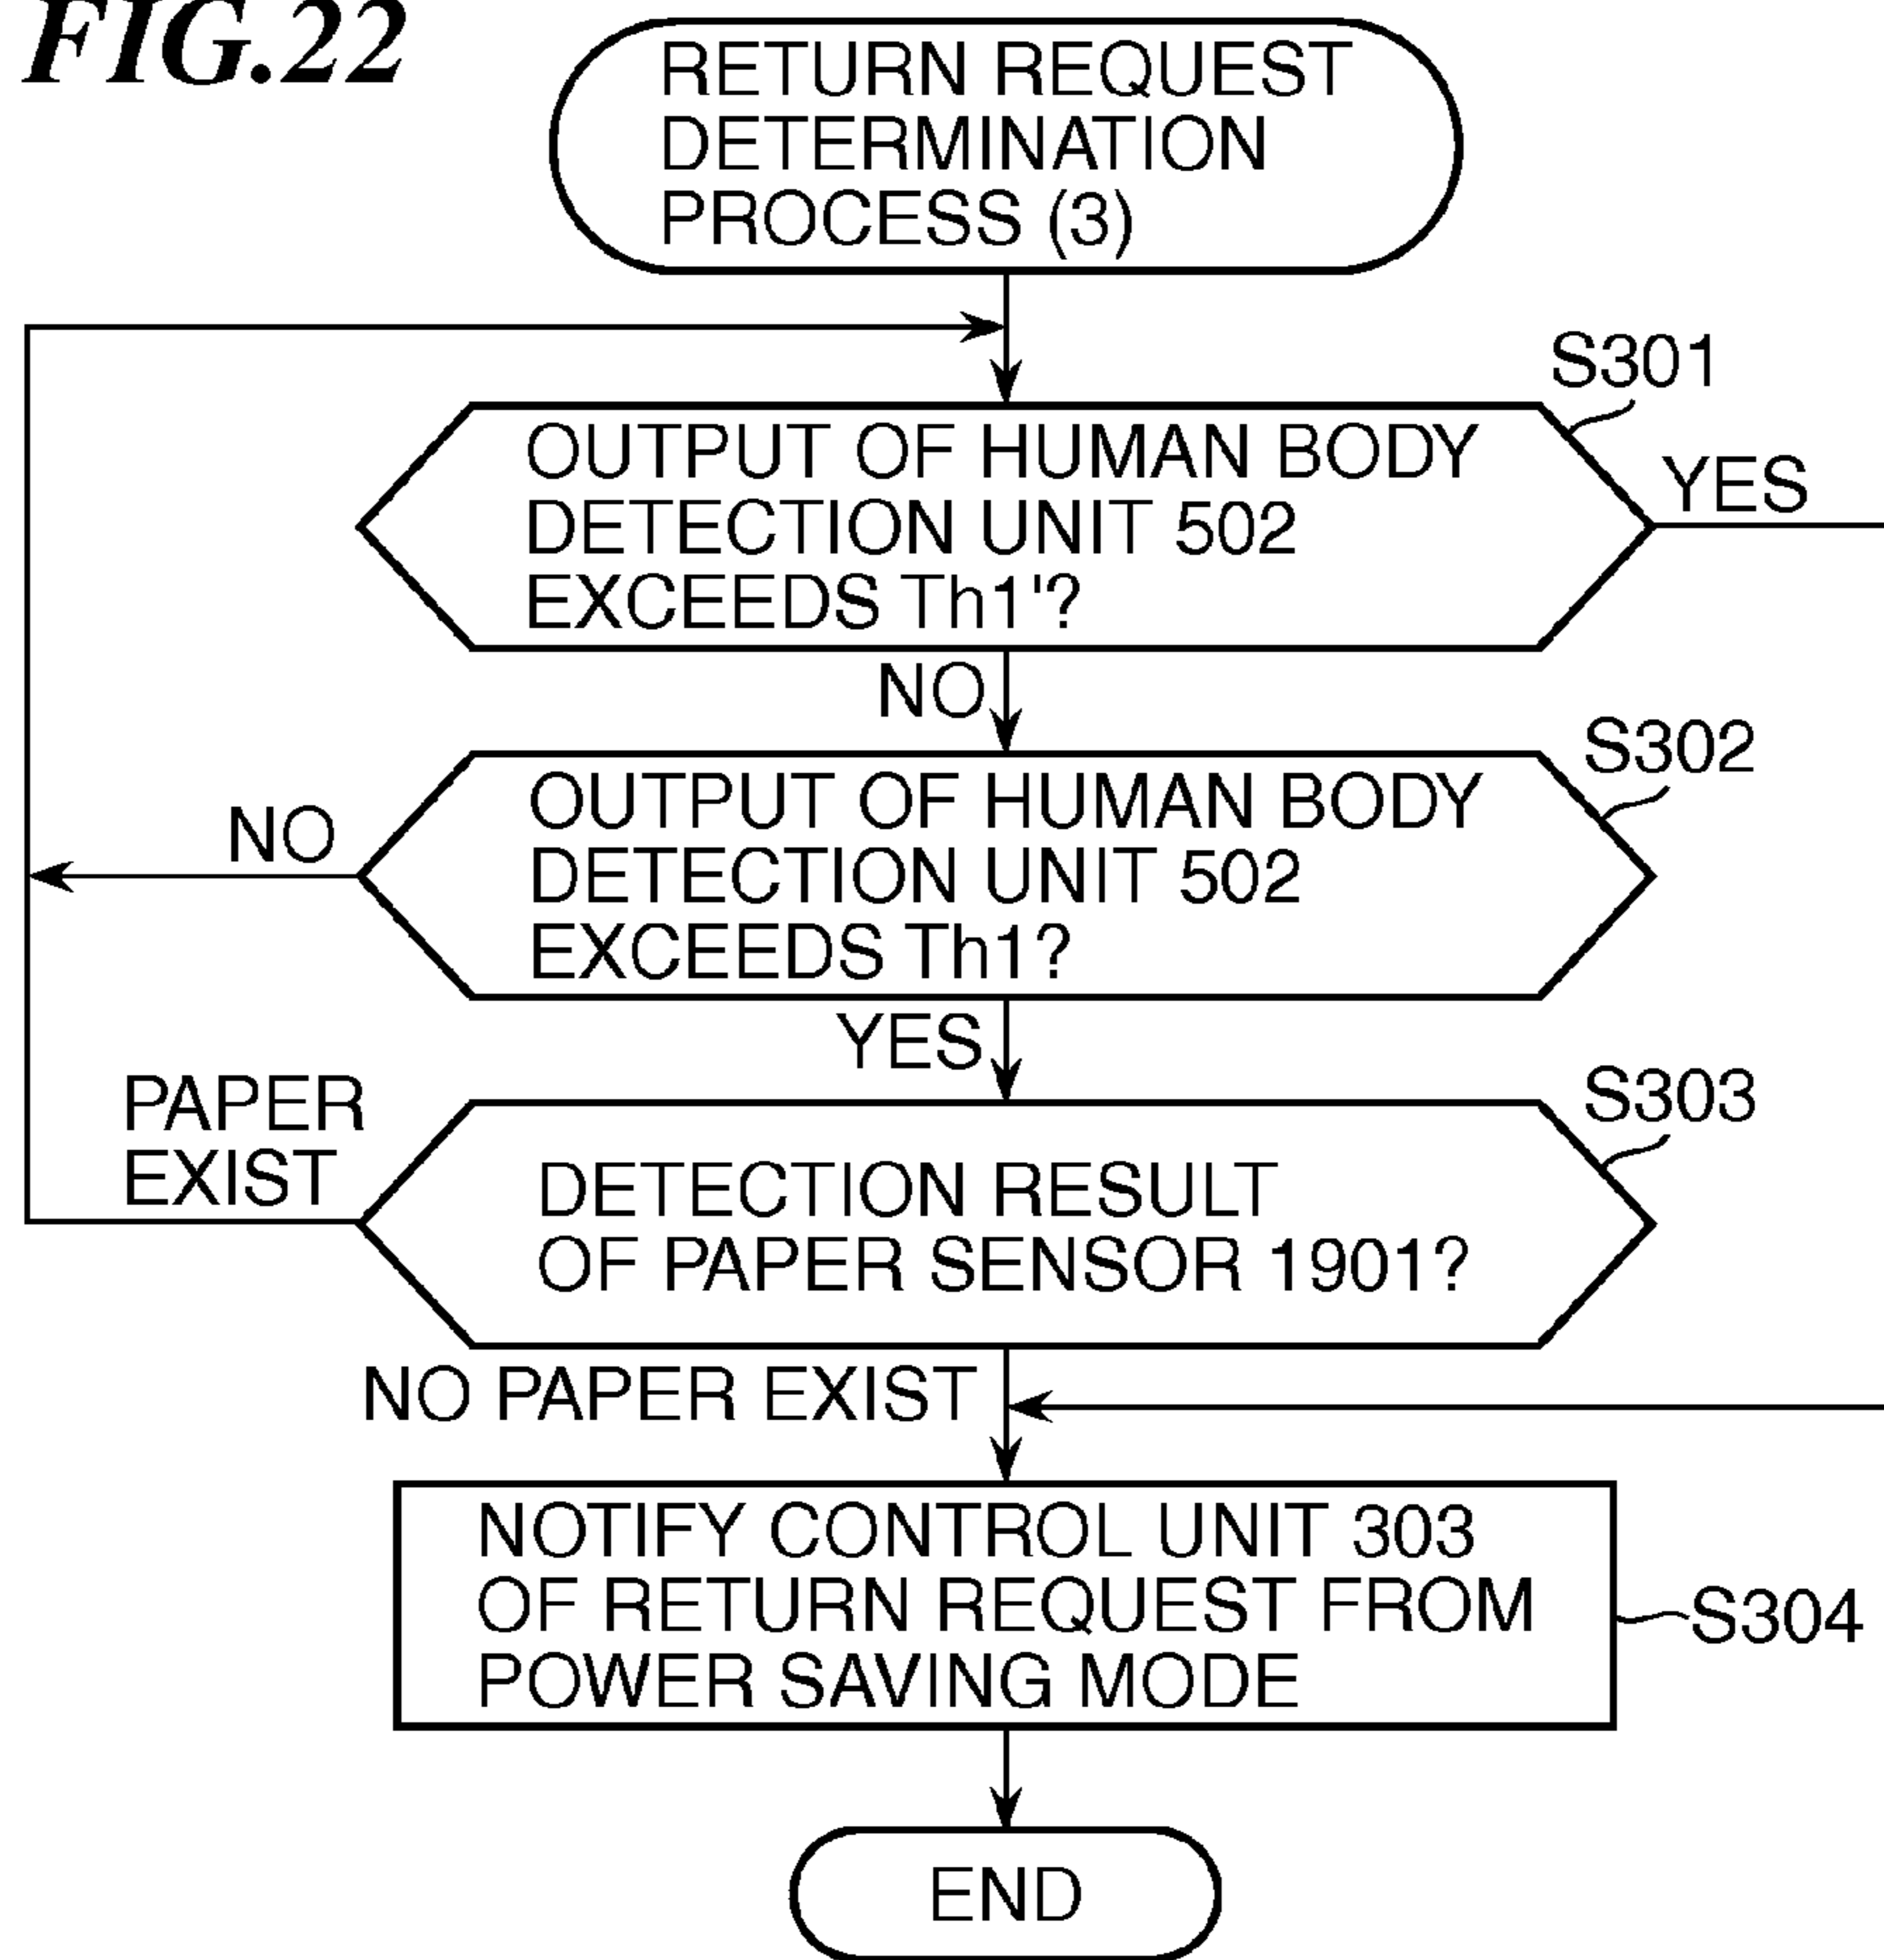 FIG.22
RETURN REQUEST
DETERMINATION
PROCESS (3)
S301
OUTPUT OF HUMAN BODY
DETECTION UNIT 502
EXCEEDS Th1'?
YES
NO
S302
OUTPUT OF HUMAN BODY
DETECTION UNIT 502
EXCEEDS Th1?
NO
YES
S303
PAPER
EXIST
DETECTION RESULT
OF PAPER SENSOR 1901?
NO PAPER EXIST
NOTIFY CONTROL UNIT 303
OF RETURN REQUEST FROM
POWER SAVING MODE
S304
END